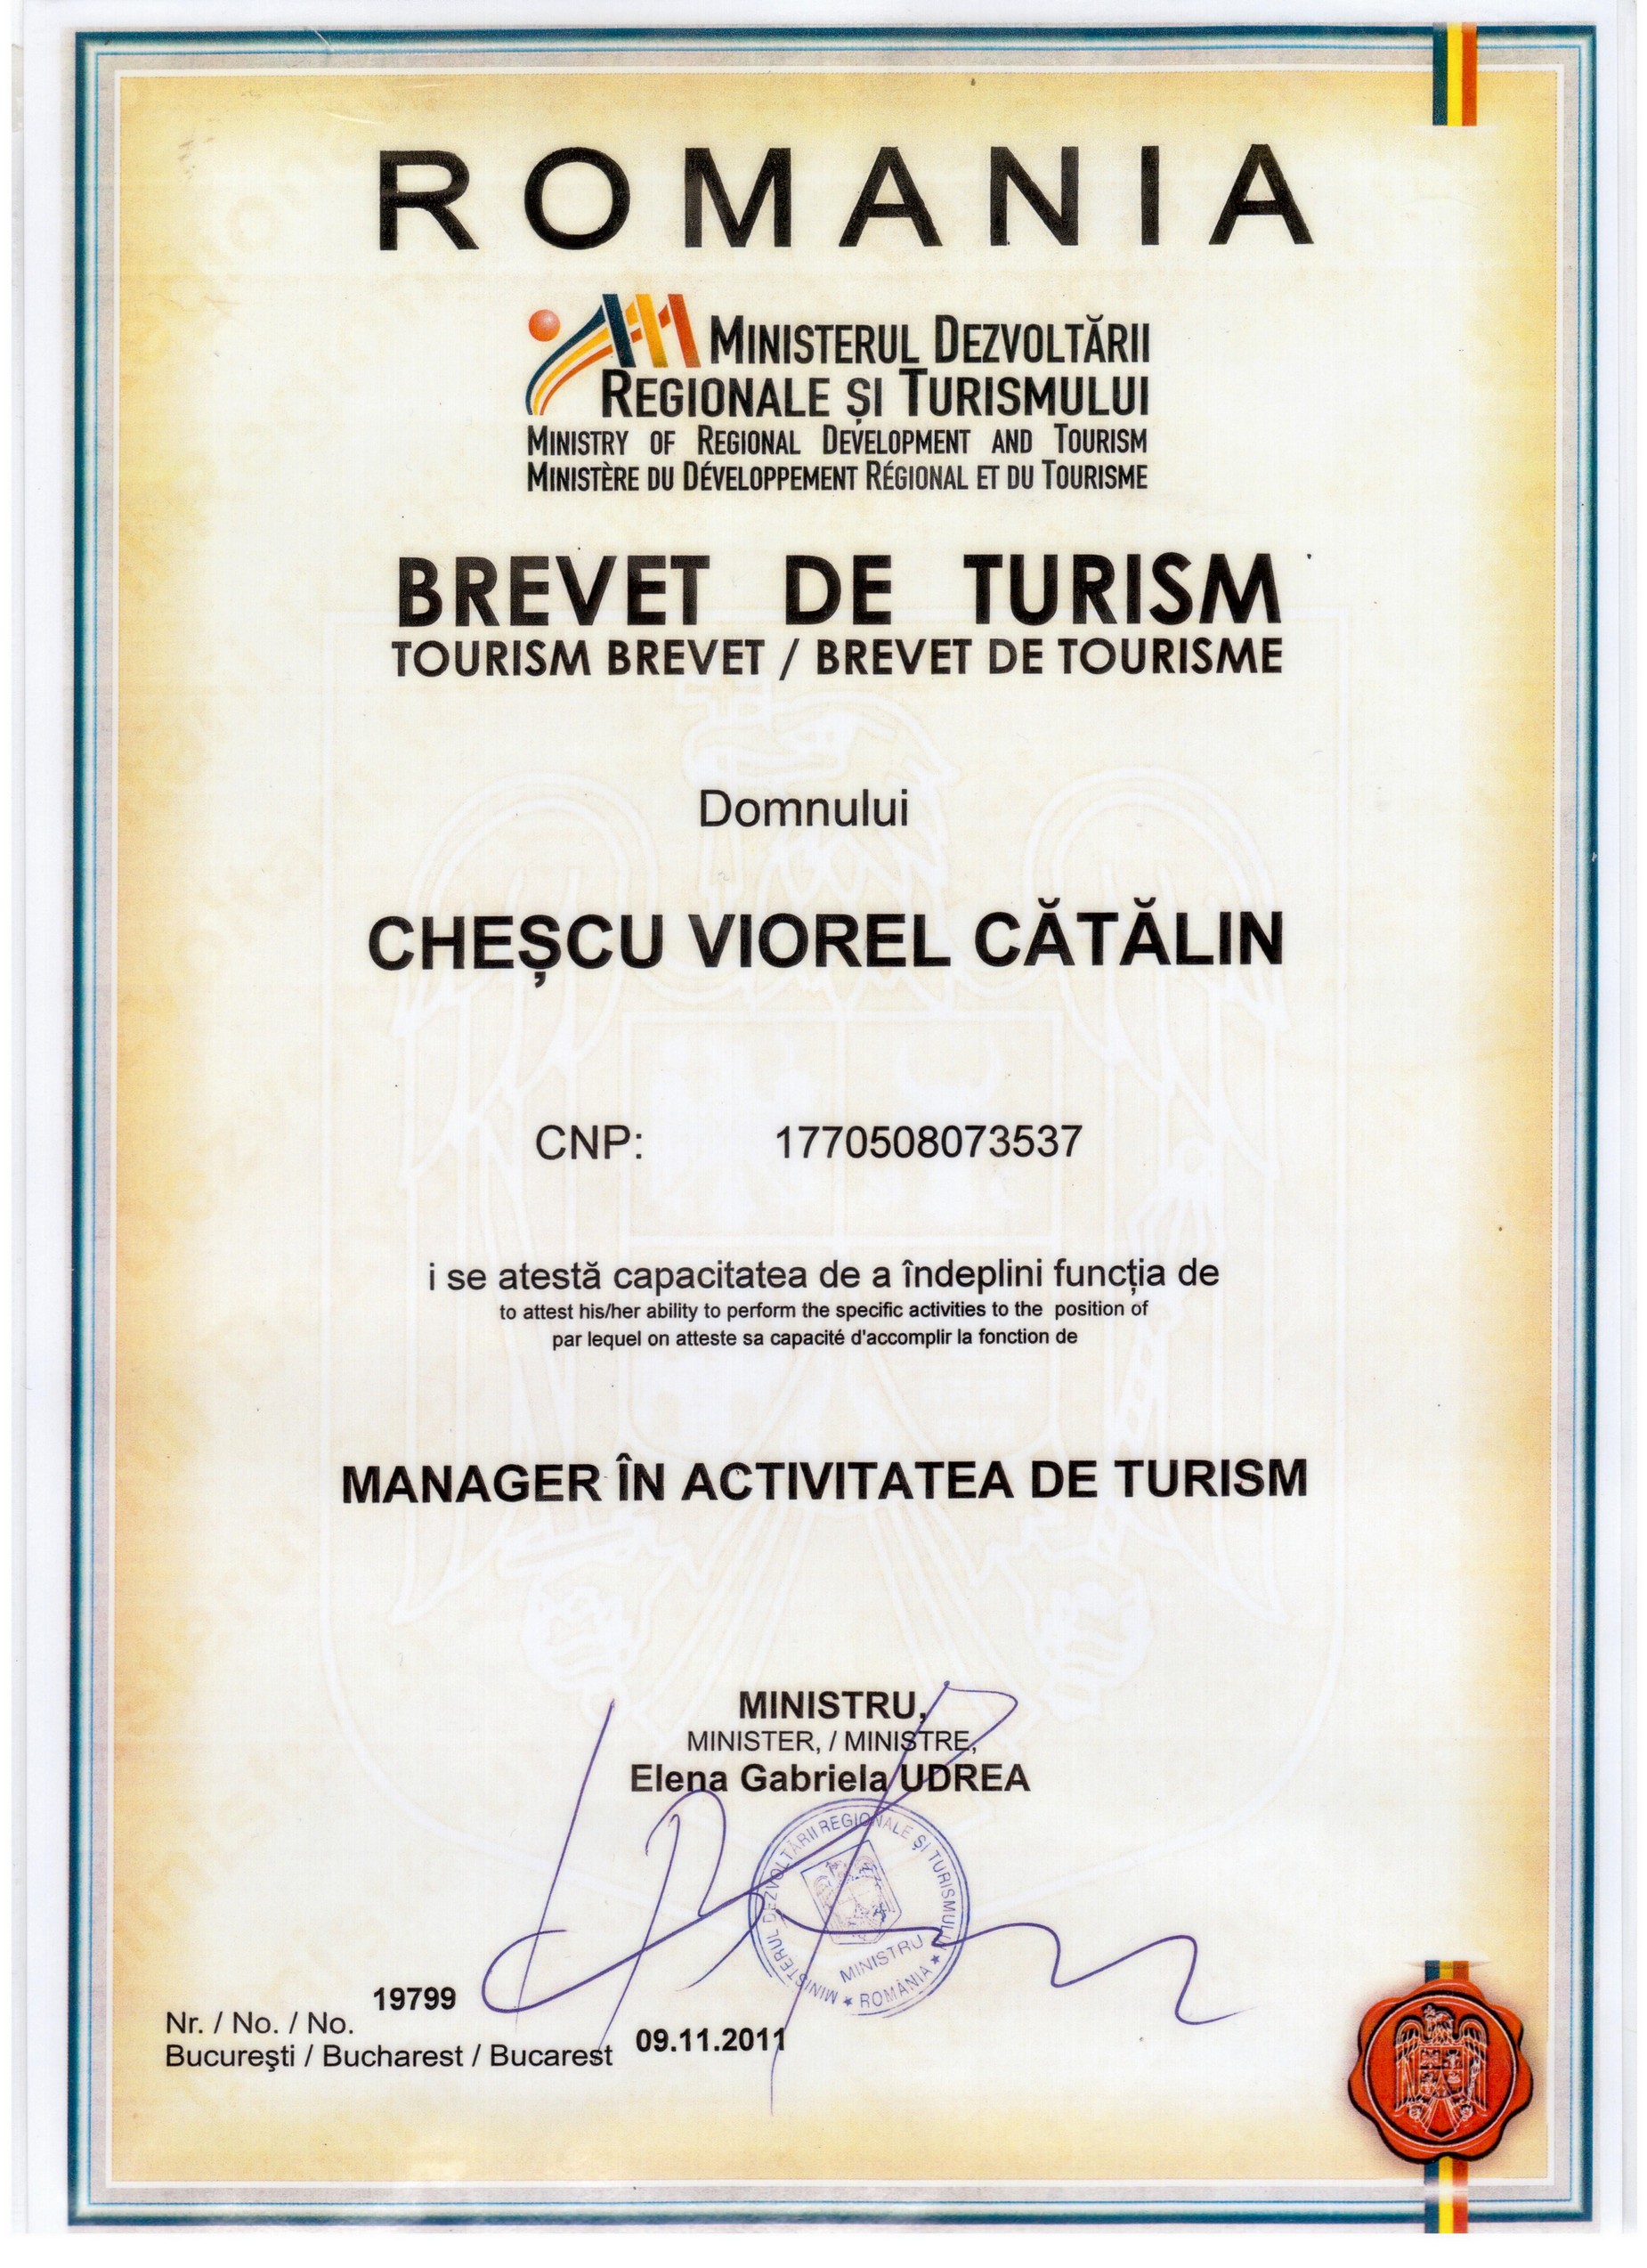 ROMANIA
MINISTERUL DEZVOLTĂRII
REGIONALE ȘI TURISMULUI
MINISTRY OF REGIONAL DEVELOPMENT AND TOURISM
MINISTÈRE DU DÉVELOPPEMENT RÉGIONAL ET DU TOURISME
BREVET DE TURISM
TOURISM BREVET / BREVET DE TOURISME
Domnului
CHEȘCU VIOREL CĂTĂLIN
CNP: 1770508073537
i se atestă capacitatea de a îndeplini funcția de
to attest his/her ability to perform the specific activities to the position of
par lequel on atteste sa capacité d'accomplir la fonction de
MANAGER ÎN ACTIVITATEA DE TURISM
MINISTRU,
MINISTER, / MINISTRE,
Elena Gabriela UDREA
MINISTERUL DEZVOLTĂRII REGIONALE ȘI TURISMULUI
MINISTRU
★ ROMÂNIA ★
19799
Nr. / No. / No.
Bucureşti / Bucharest / Bucarest 09.11.2011